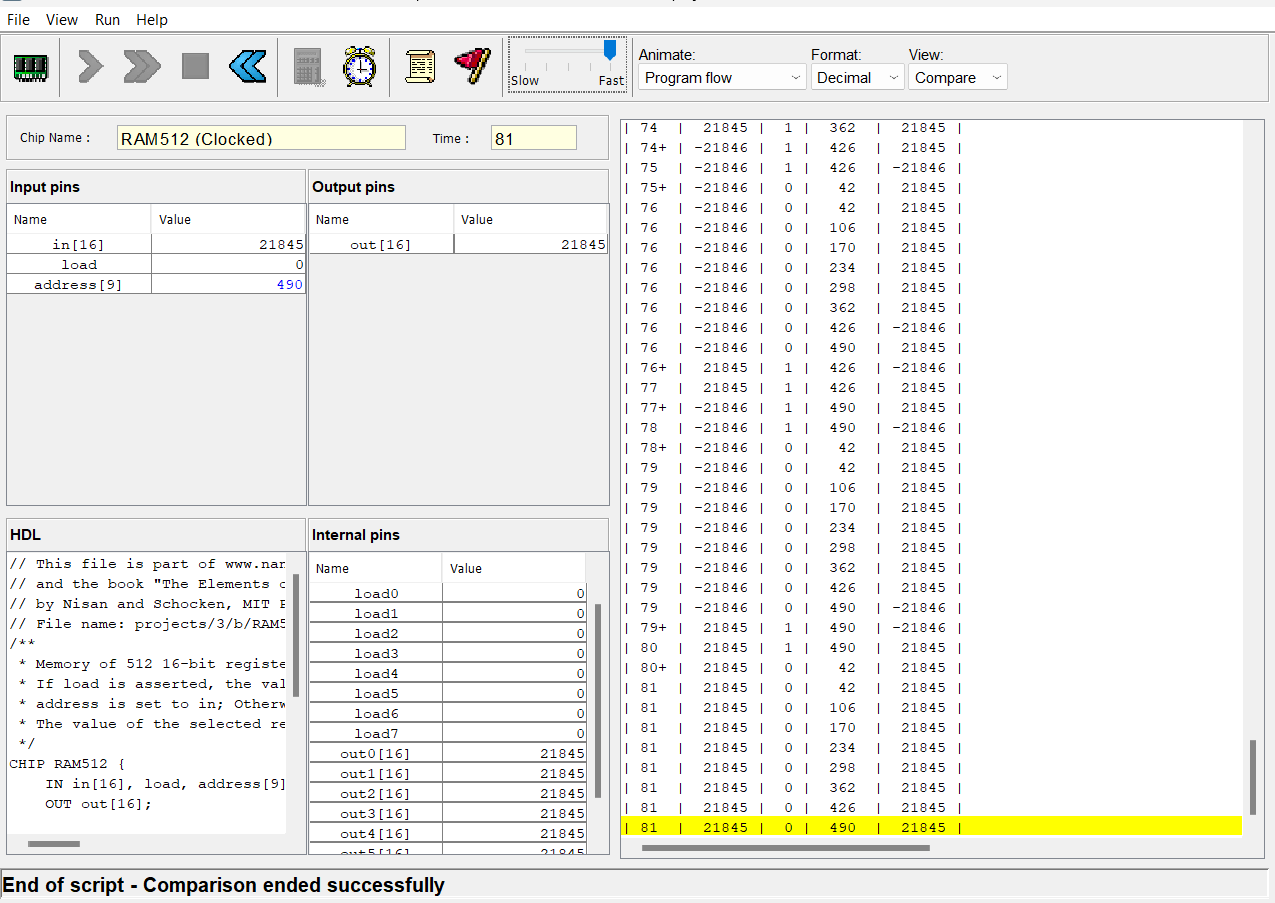 File View Run Help
Slow Fast
Animate: Format: View:
Program flow Decimal Compare
Chip Name : RAM512 (Clocked) Time : 81
Input pins
Name Value
in[16] 21845
load 0
address[9] 490
Output pins
Name Value
out[16] 21845
HDL
// This file is part of www.nan
// and the book "The Elements o
// by Nisan and Schocken, MIT P
// File name: projects/3/b/RAM5
/**
* Memory of 512 16-bit registe
* If load is asserted, the val
* address is set to in; Otherw
* The value of the selected re
*/
CHIP RAM512 {
IN in[16], load, address[9]
OUT out[16];
Internal pins
Name Value
load0 0
load1 0
load2 0
load3 0
load4 0
load5 0
load6 0
load7 0
out0[16] 21845
out1[16] 21845
out2[16] 21845
out3[16] 21845
out4[16] 21845
out5[16] 21845
| 74 | 21845 | 1 | 362 | 21845 |
| 74+ | -21846 | 1 | 426 | 21845 |
| 75 | -21846 | 1 | 426 | -21846 |
| 75+ | -21846 | 0 | 42 | 21845 |
| 76 | -21846 | 0 | 42 | 21845 |
| 76 | -21846 | 0 | 106 | 21845 |
| 76 | -21846 | 0 | 170 | 21845 |
| 76 | -21846 | 0 | 234 | 21845 |
| 76 | -21846 | 0 | 298 | 21845 |
| 76 | -21846 | 0 | 362 | 21845 |
| 76 | -21846 | 0 | 426 | -21846 |
| 76 | -21846 | 0 | 490 | 21845 |
| 76+ | 21845 | 1 | 426 | -21846 |
| 77 | 21845 | 1 | 426 | 21845 |
| 77+ | -21846 | 1 | 490 | 21845 |
| 78 | -21846 | 1 | 490 | -21846 |
| 78+ | -21846 | 0 | 42 | 21845 |
| 79 | -21846 | 0 | 42 | 21845 |
| 79 | -21846 | 0 | 106 | 21845 |
| 79 | -21846 | 0 | 170 | 21845 |
| 79 | -21846 | 0 | 234 | 21845 |
| 79 | -21846 | 0 | 298 | 21845 |
| 79 | -21846 | 0 | 362 | 21845 |
| 79 | -21846 | 0 | 426 | 21845 |
| 79 | -21846 | 0 | 490 | -21846 |
| 79+ | 21845 | 1 | 490 | -21846 |
| 80 | 21845 | 1 | 490 | 21845 |
| 80+ | 21845 | 0 | 42 | 21845 |
| 81 | 21845 | 0 | 42 | 21845 |
| 81 | 21845 | 0 | 106 | 21845 |
| 81 | 21845 | 0 | 170 | 21845 |
| 81 | 21845 | 0 | 234 | 21845 |
| 81 | 21845 | 0 | 298 | 21845 |
| 81 | 21845 | 0 | 362 | 21845 |
| 81 | 21845 | 0 | 426 | 21845 |
| 81 | 21845 | 0 | 490 | 21845 |
End of script - Comparison ended successfully